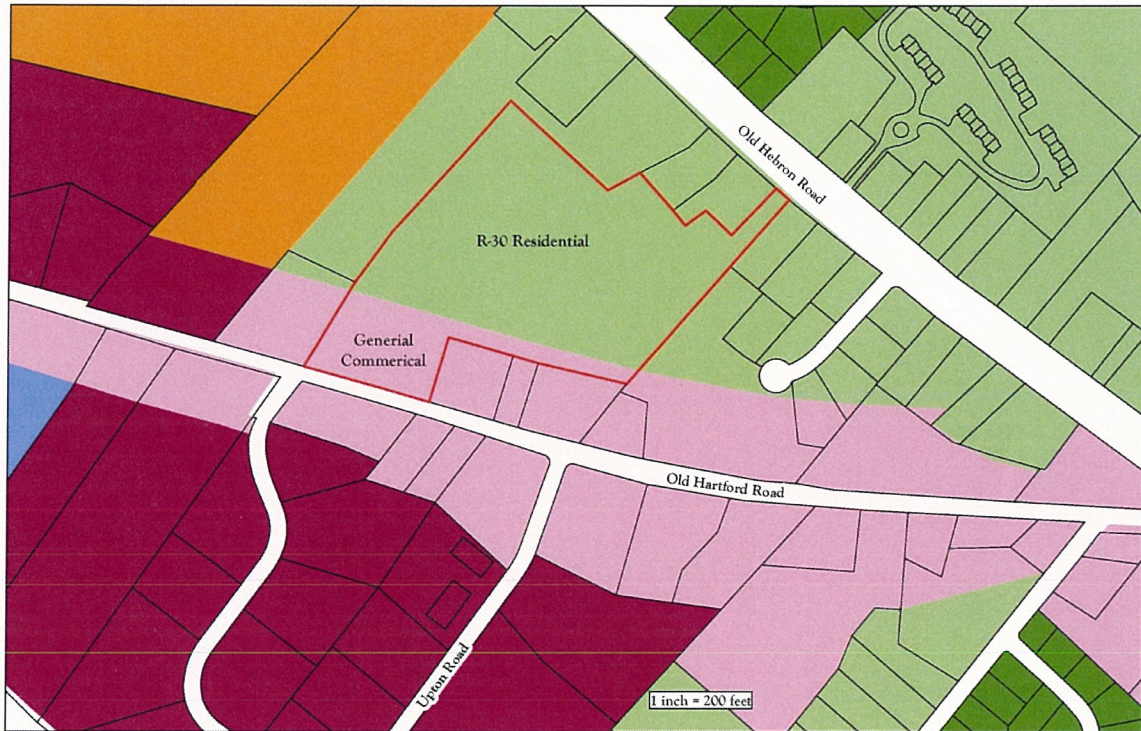 Old Hebron Road
R-30 Residential
Generial
Commerical
Old Hartford Road
Upton Road
1 inch = 200 feet